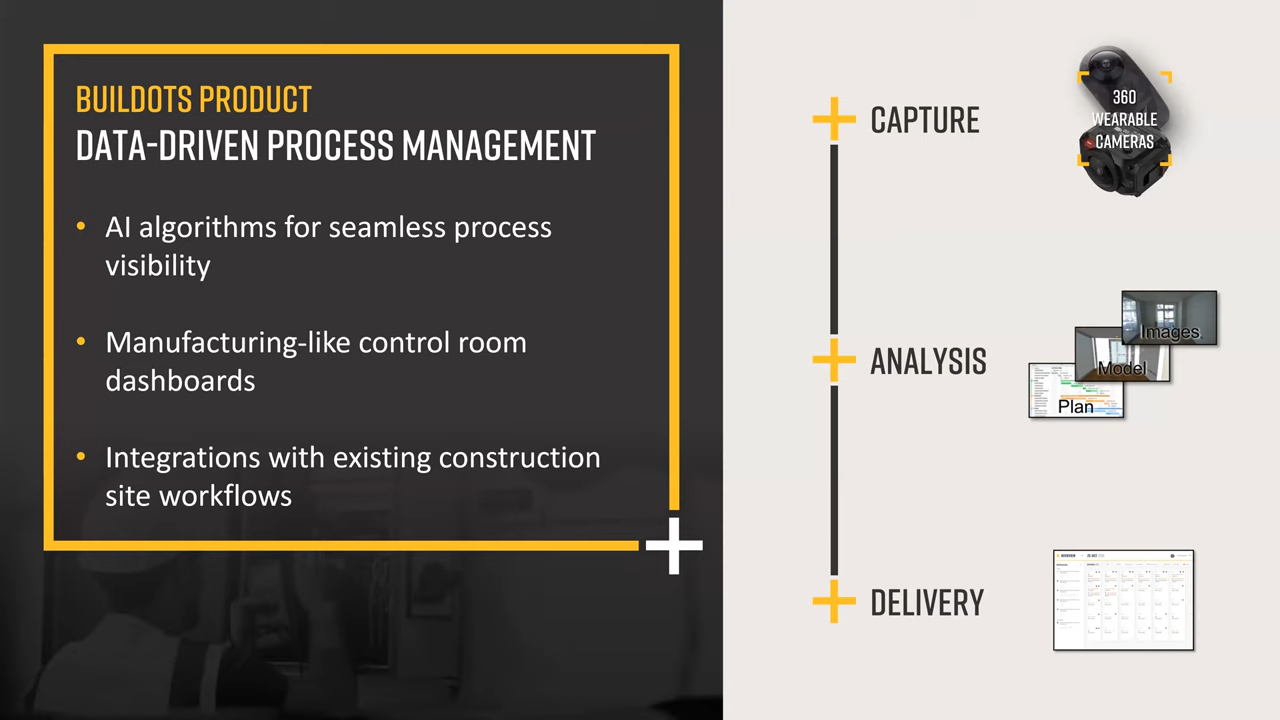 BUILDOTS PRODUCT
DATA-DRIVEN PROCESS MANAGEMENT
• AI algorithms for seamless process
visibility
• Manufacturing-like control room
dashboards
• Integrations with existing construction
site workflows
CAPTURE
360
WEARABLE
CAMERAS
ANALYSIS
Images
Model
Plan
DELIVERY